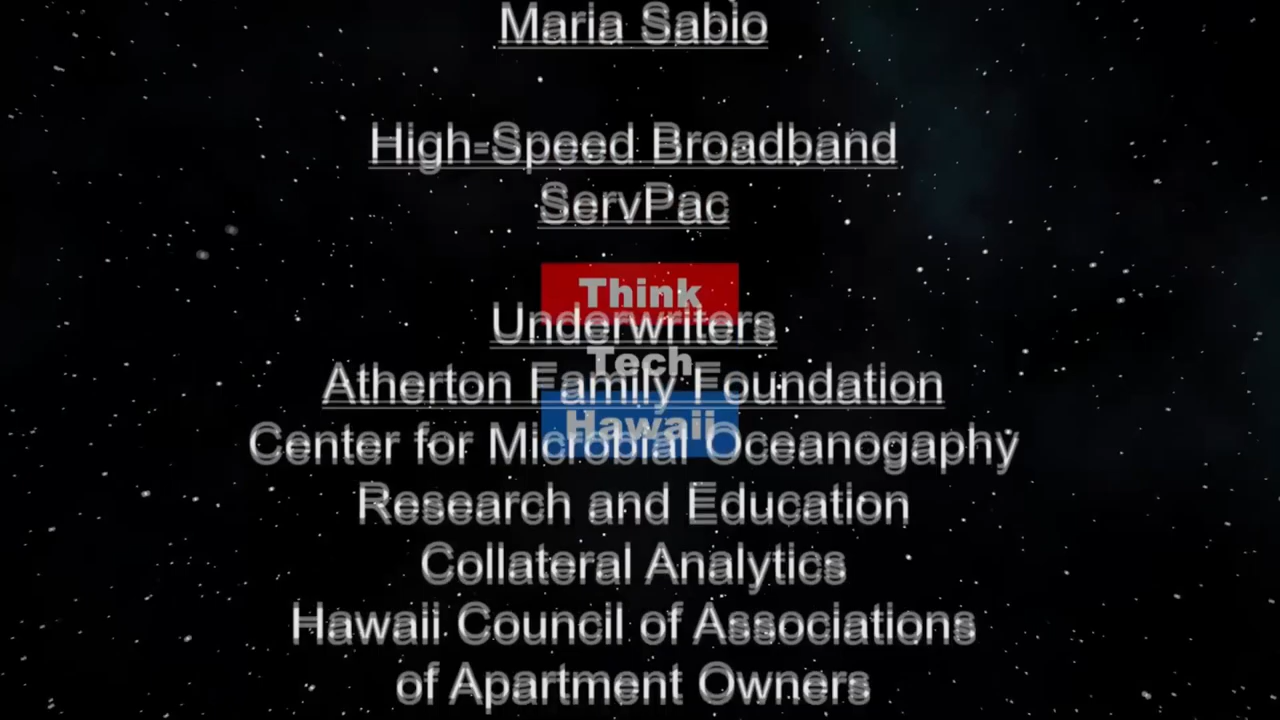 Maria Sabio
High-Speed Broadband
ServPac
Think
Underwriters
Tech
Atherton Family Foundation
Hawaii
Center for Microbial Oceanogaphy
Research and Education
Collateral Analytics
Hawaii Council of Associations
of Apartment Owners